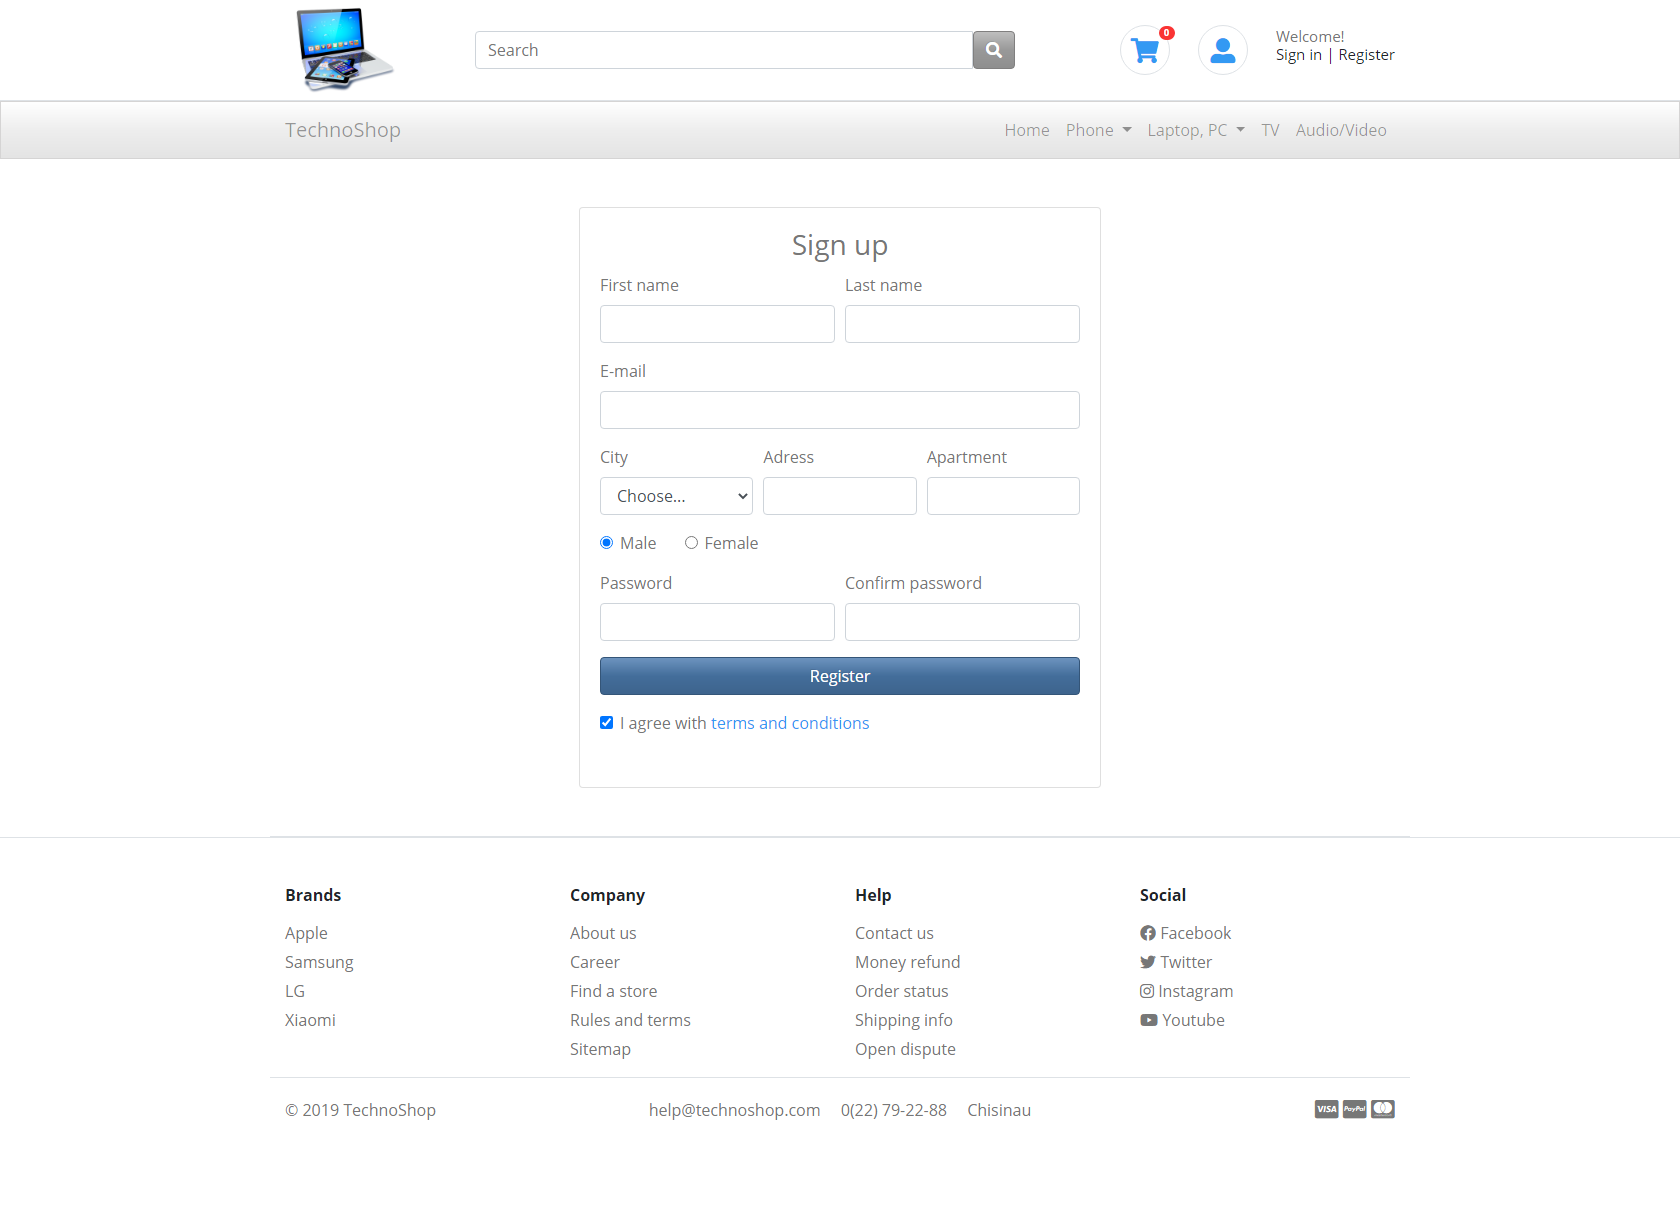 Search
0
Welcome!
Sign in | Register
TechnoShop
Home Phone Laptop, PC TV Audio/Video
Sign up
First name Last name
E-mail
City Adress Apartment
Choose...
Male Female
Password Confirm password
Register
I agree with terms and conditions
Brands Company Help Social
Apple About us Contact us Facebook
Samsung Career Money refund Twitter
LG Find a store Order status Instagram
Xiaomi Rules and terms Shipping info Youtube
Sitemap Open dispute
© 2019 TechnoShop help@technoshop.com 0(22) 79-22-88 Chisinau VISA PayPal